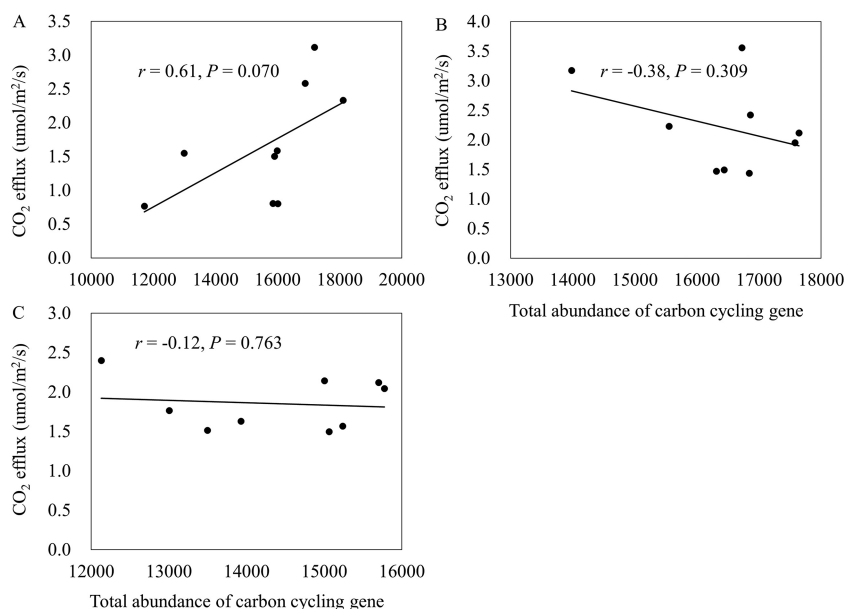 A
CO2 efflux (umol/m2/s)
3.5
3.0
2.5
2.0
1.5
1.0
0.5
0.0
r = 0.61, P = 0.070
10000 12000 14000 16000 18000 20000
B
CO2 efflux (umol/m2/s)
4.0
3.5
3.0
2.5
2.0
1.5
1.0
0.5
0.0
r = -0.38, P = 0.309
13000 14000 15000 16000 17000 18000
Total abundance of carbon cycling gene
C
CO2 efflux (umol/m2/s)
3.0
2.5
2.0
1.5
1.0
0.5
0.0
r = -0.12, P = 0.763
12000 13000 14000 15000 16000
Total abundance of carbon cycling gene